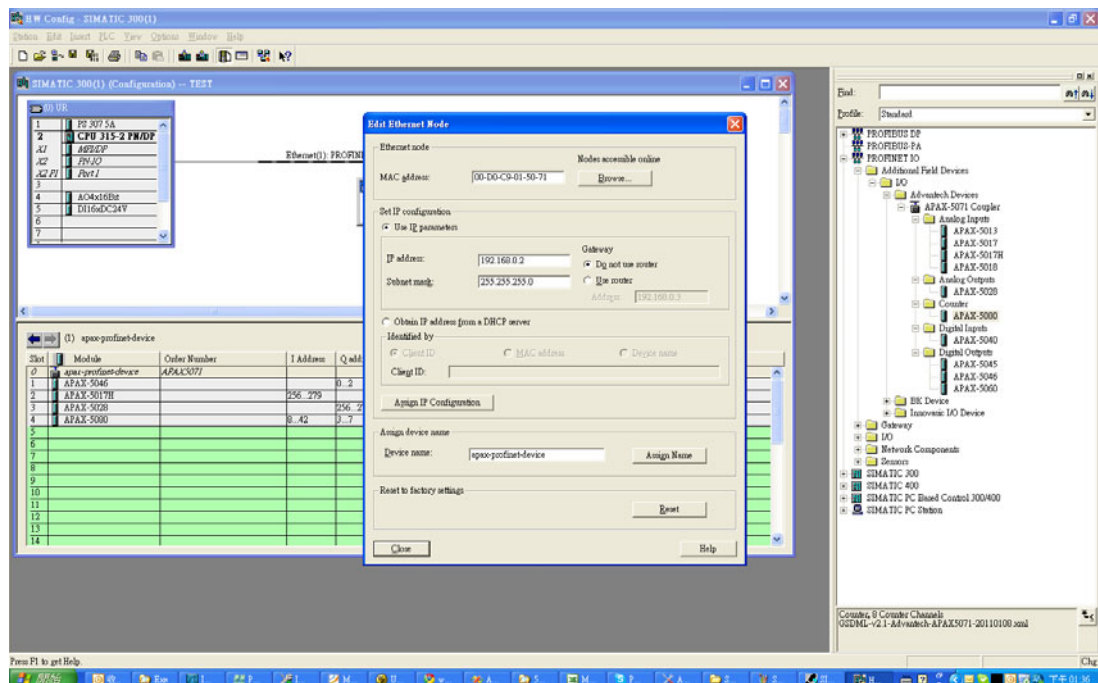 HW Config - SIMATIC 300(1)
Station Edit Insert PLC View Options Window Help
SIMATIC 300(1) (Configuration) -- TEST
(0) UR
1 PS 307 5A
2 CPU 315-2 PN/DP
X1 MPI/DP
X2 PN-IO
X2 P1 Port 1
3
4 AO4x16Bit
5 DI16xDC24V
6
7
Ethernet(1): PROFIN
(1) apax-profinet-device
Slot Module Order Number I Address Q add
0 apax-profinet-device APAX5071
1 APAX-5046 0..2
2 APAX-5017H 256..279
3 APAX-5028 256..2
4 APAX-5080 8..42 3..7
5
6
7
8
9
10
11
12
13
14
Edit Ethernet Node
Ethernet node
Nodes accessible online
MAC address: 00-D0-C9-01-50-71 Browse...
Set IP configuration
Use IP parameters
Gateway
IP address: 192.168.0.2 Do not use router
Subnet mask: 255.255.255.0 Use router
Address: 192.168.0.3
Obtain IP address from a DHCP server
Identified by
Client ID MAC address Device name
Client ID:
Assign IP Configuration
Assign device name
Device name: apax-profinet-device Assign Name
Reset to factory settings
Reset
Close Help
Find:
Profile: Standard
PROFIBUS DP
PROFIBUS-PA
PROFINET IO
Additional Field Devices
I/O
Advantech Devices
APAX-5071 Coupler
Analog Inputs
APAX-5013
APAX-5017
APAX-5017H
APAX-5018
Analog Outputs
APAX-5028
Counter
APAX-5080
Digital Inputs
APAX-5040
Digital Outputs
APAX-5045
APAX-5046
APAX-5060
BK Device
Innovasic I/O Device
Gateway
I/O
Network Components
Sensors
SIMATIC 300
SIMATIC 400
SIMATIC PC Based Control 300/400
SIMATIC PC Station
Counter, 8 Counter Channels
GSDML-v2.1-Advantech-APAX5071-20110108.xml
Press F1 to get Help.
Chg
開始
下午 01:36